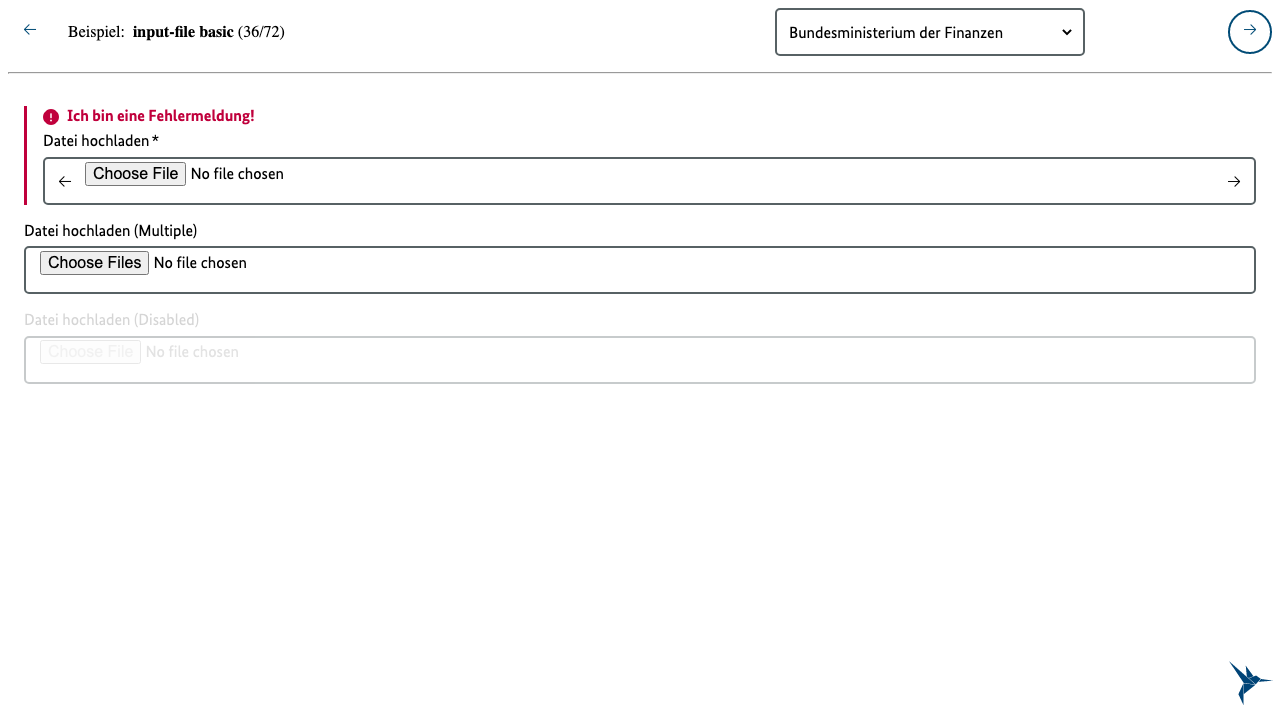 Beispiel: input-file basic (36/72)
Bundesministerium der Finanzen
Ich bin eine Fehlermeldung!
Datei hochladen*
Choose File No file chosen
Datei hochladen (Multiple)
Choose Files No file chosen
Datei hochladen (Disabled)
Choose File No file chosen